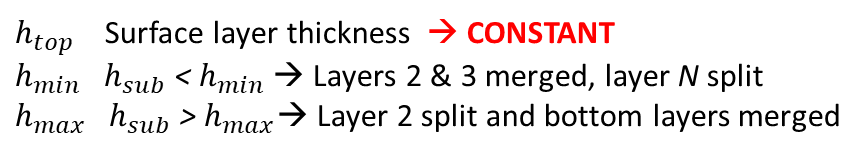 h_top Surface layer thickness → CONSTANT
h_min h_sub < h_min → Layers 2 & 3 merged, layer N split
h_max h_sub > h_max → Layer 2 split and bottom layers merged